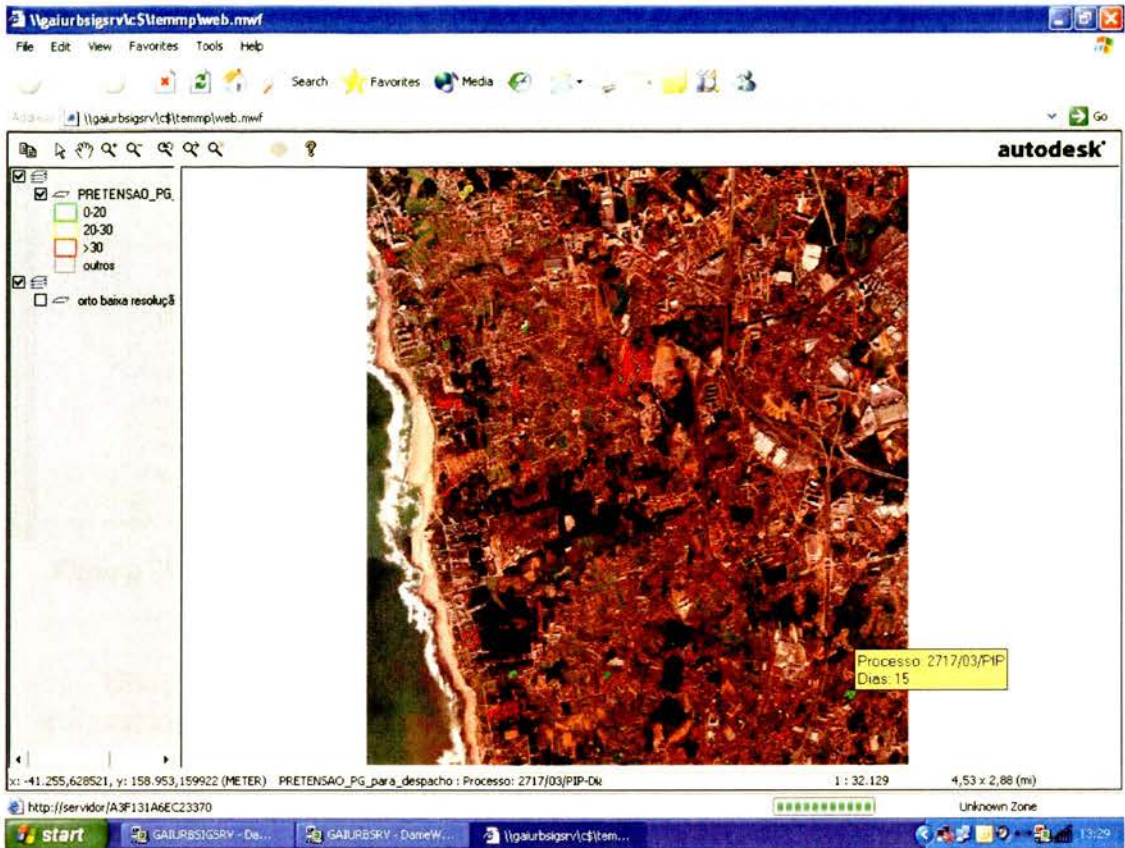 \\gaiurbsigsrv\c$\temmp\web.mwf
File Edit View Favorites Tools Help
Search Favorites Media
Address \\gaiurbsigsrv\c$\temmp\web.mwf Go
autodesk
PRETENSAO_PG_
0-20
20-30
>30
outros
orto baixa resoluçã
Processo: 2717/03/PIP
Dias: 15
x: -41.255,628521, y: 158.953,159922 (METER) PRETENSAO_PG_para_despacho : Processo: 2717/03/PIP-Dia 1 : 32.129 4,53 x 2,88 (mi)
http://servidor/A3F131A6EC23370 Unknown Zone
start GAIURBSIGSRV - Da... GAIURBSRV - DameW... \\gaiurbsigsrv\c$\tem... 13:29